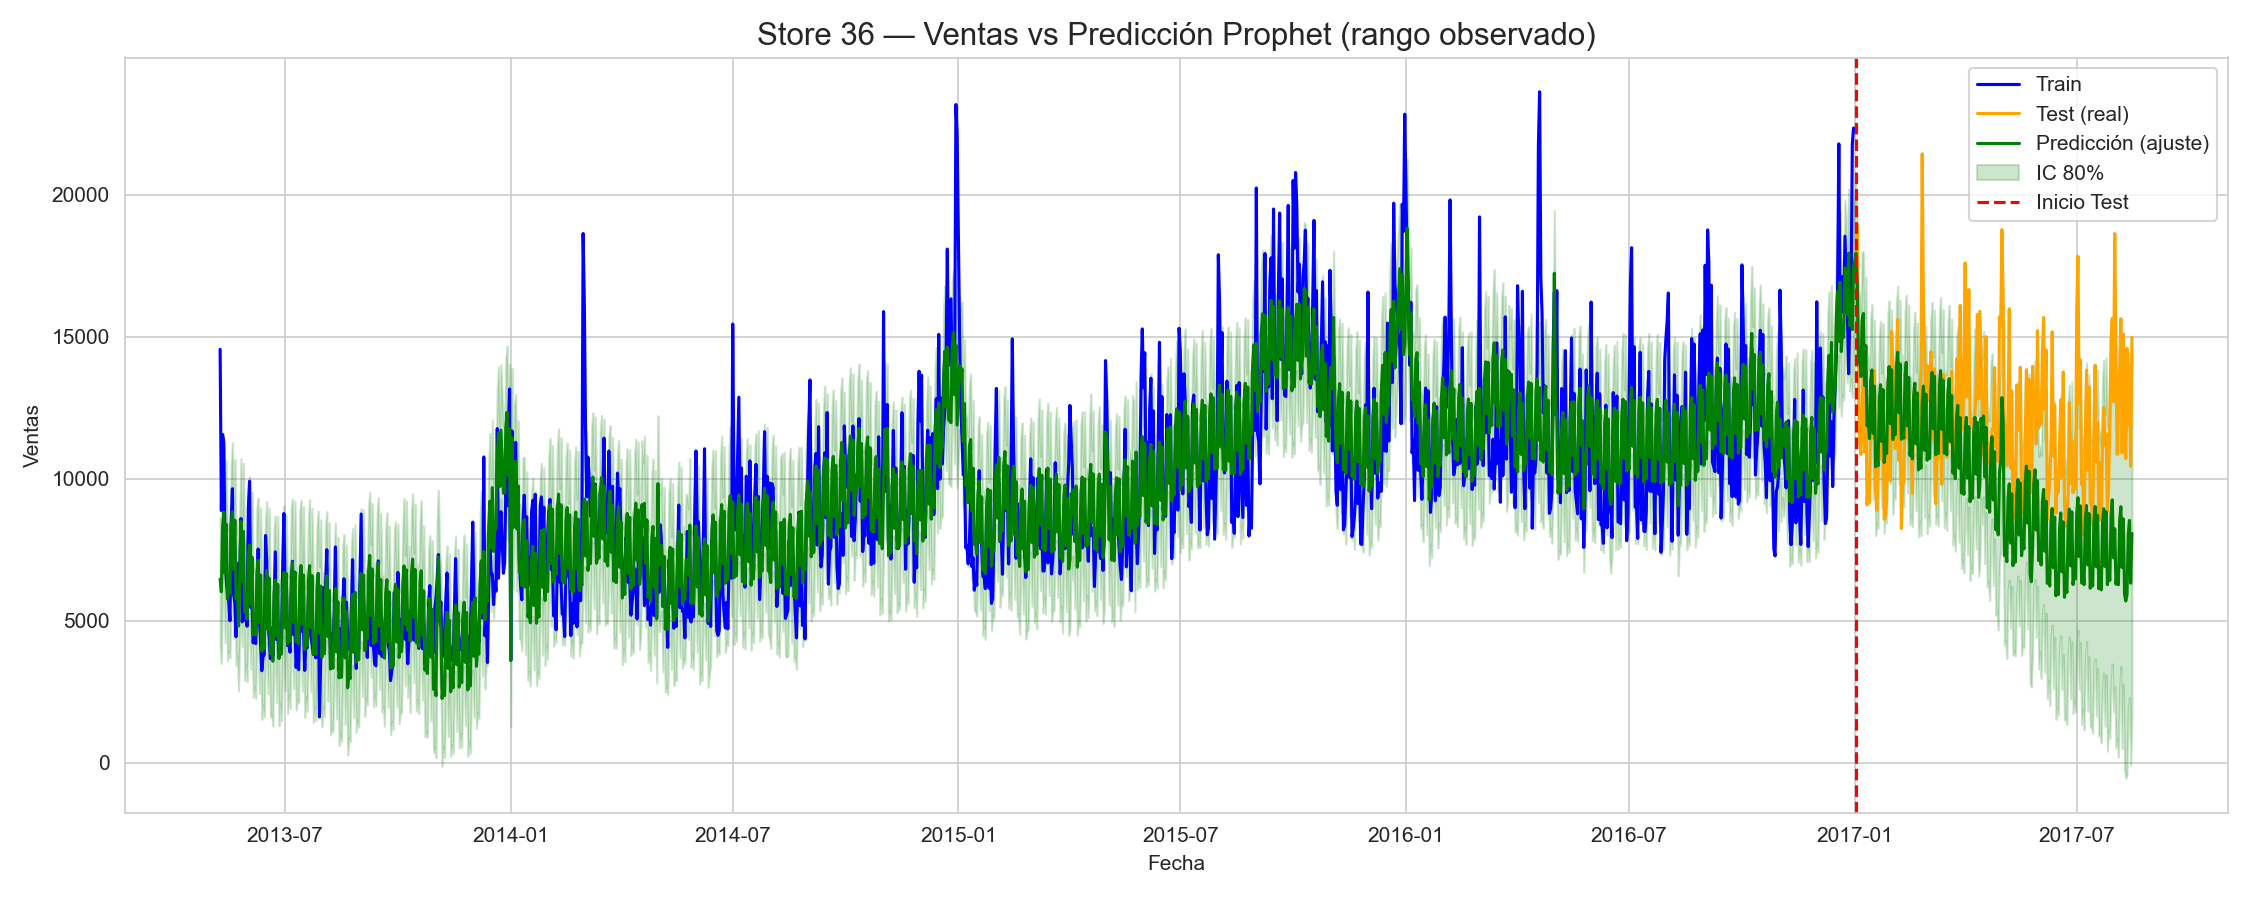 Store 36 — Ventas vs Predicción Prophet (rango observado)
Train
Test (real)
Predicción (ajuste)
IC 80%
Inicio Test
Ventas
20000
15000
10000
5000
0
2013-07
2014-01
2014-07
2015-01
2015-07
2016-01
2016-07
2017-01
2017-07
Fecha